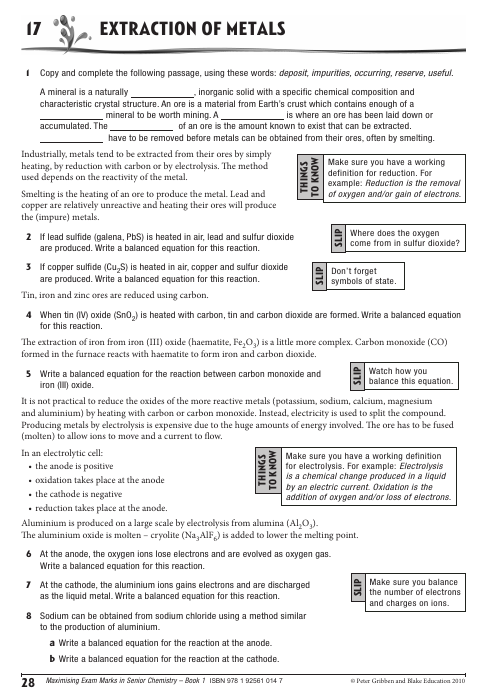 17 EXTRACTION OF METALS
1 Copy and complete the following passage, using these words: deposit, impurities, occurring, reserve, useful.
A mineral is a naturally ____________, inorganic solid with a specific chemical composition and
characteristic crystal structure. An ore is a material from Earth's crust which contains enough of a
____________ mineral to be worth mining. A ____________ is where an ore has been laid down or
accumulated. The ____________ of an ore is the amount known to exist that can be extracted.
____________ have to be removed before metals can be obtained from their ores, often by smelting.
Industrially, metals tend to be extracted from their ores by simply
heating, by reduction with carbon or by electrolysis. The method
used depends on the reactivity of the metal.
THINGS TO KNOW
Make sure you have a working
definition for reduction. For
example: Reduction is the removal
of oxygen and/or gain of electrons.
Smelting is the heating of an ore to produce the metal. Lead and
copper are relatively unreactive and heating their ores will produce
the (impure) metals.
2 If lead sulfide (galena, PbS) is heated in air, lead and sulfur dioxide
are produced. Write a balanced equation for this reaction.
SLIP
Where does the oxygen
come from in sulfur dioxide?
3 If copper sulfide (Cu₂S) is heated in air, copper and sulfur dioxide
are produced. Write a balanced equation for this reaction.
SLIP
Don't forget
symbols of state.
Tin, iron and zinc ores are reduced using carbon.
4 When tin (IV) oxide (SnO₂) is heated with carbon, tin and carbon dioxide are formed. Write a balanced equation
for this reaction.
The extraction of iron from iron (III) oxide (haematite, Fe₂O₃) is a little more complex. Carbon monoxide (CO)
formed in the furnace reacts with haematite to form iron and carbon dioxide.
5 Write a balanced equation for the reaction between carbon monoxide and
iron (III) oxide.
SLIP
Watch how you
balance this equation.
It is not practical to reduce the oxides of the more reactive metals (potassium, sodium, calcium, magnesium
and aluminium) by heating with carbon or carbon monoxide. Instead, electricity is used to split the compound.
Producing metals by electrolysis is expensive due to the huge amounts of energy involved. The ore has to be fused
(molten) to allow ions to move and a current to flow.
In an electrolytic cell:
• the anode is positive
• oxidation takes place at the anode
• the cathode is negative
• reduction takes place at the anode.
THINGS TO KNOW
Make sure you have a working definition
for electrolysis. For example: Electrolysis
is a chemical change produced in a liquid
by an electric current. Oxidation is the
addition of oxygen and/or loss of electrons.
Aluminium is produced on a large scale by electrolysis from alumina (Al₂O₃).
The aluminium oxide is molten – cryolite (Na₃AlF₆) is added to lower the melting point.
6 At the anode, the oxygen ions lose electrons and are evolved as oxygen gas.
Write a balanced equation for this reaction.
7 At the cathode, the aluminium ions gains electrons and are discharged
as the liquid metal. Write a balanced equation for this reaction.
SLIP
Make sure you balance
the number of electrons
and charges on ions.
8 Sodium can be obtained from sodium chloride using a method similar
to the production of aluminium.
a Write a balanced equation for the reaction at the anode.
b Write a balanced equation for the reaction at the cathode.
28 Maximising Exam Marks in Senior Chemistry – Book 1 ISBN 978 1 92561 014 7 © Peter Gribben and Blake Education 2010